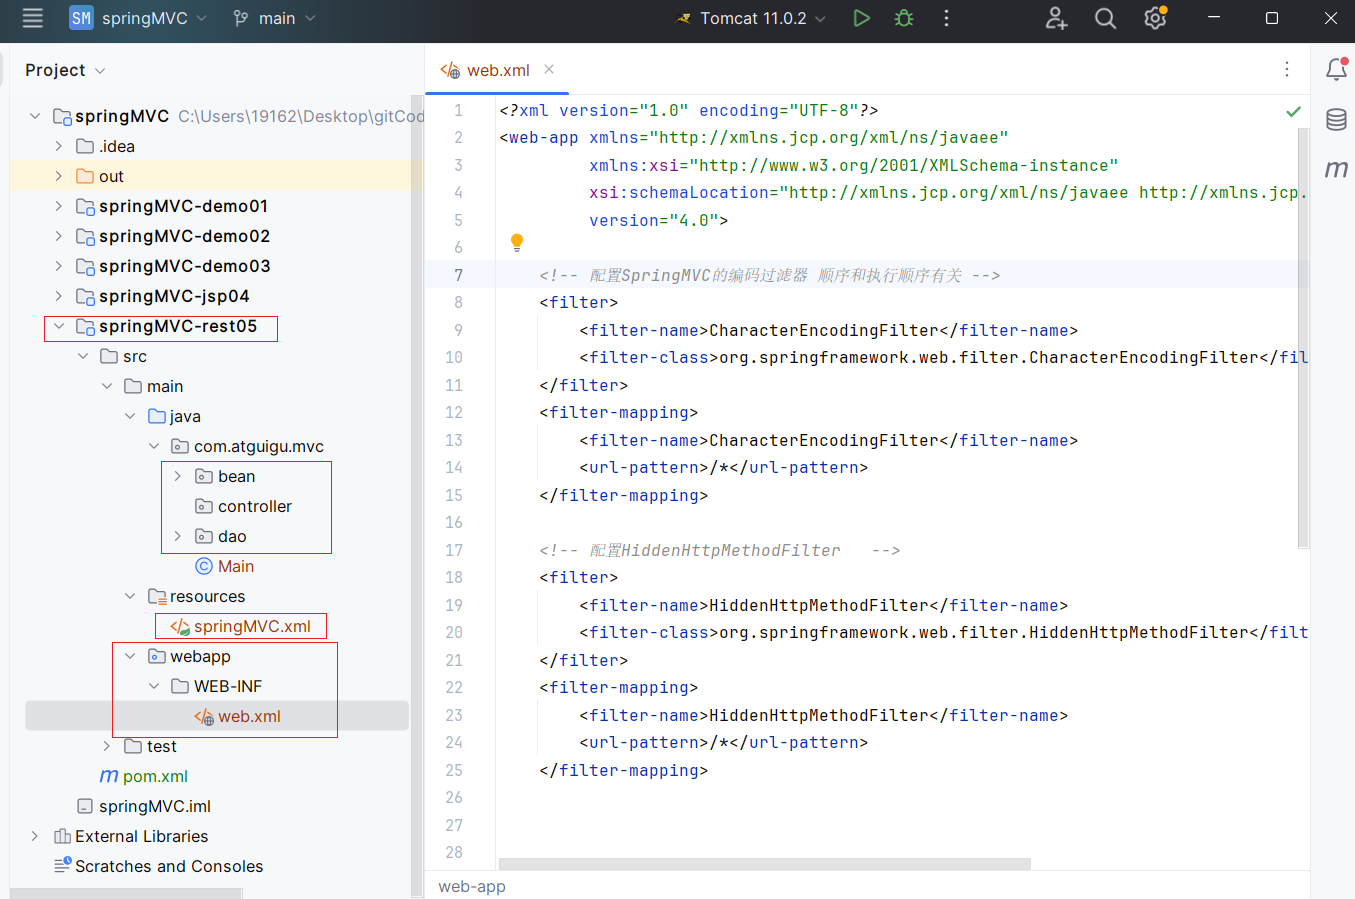 SM springMVC main Tomcat 11.0.2
Project
springMVC C:\Users\19162\Desktop\gitCod
.idea
out
springMVC-demo01
springMVC-demo02
springMVC-demo03
springMVC-jsp04
springMVC-rest05
src
main
java
com.atguigu.mvc
bean
controller
dao
Main
resources
springMVC.xml
webapp
WEB-INF
web.xml
test
pom.xml
springMVC.iml
External Libraries
Scratches and Consoles
web.xml
1 <?xml version="1.0" encoding="UTF-8"?>
2 <web-app xmlns="http://xmlns.jcp.org/xml/ns/javaee"
3 xmlns:xsi="http://www.w3.org/2001/XMLSchema-instance"
4 xsi:schemaLocation="http://xmlns.jcp.org/xml/ns/javaee http://xmlns.jcp.
5 version="4.0">
6
7 <!-- 配置SpringMVC的编码过滤器 顺序和执行顺序有关 -->
8 <filter>
9 <filter-name>CharacterEncodingFilter</filter-name>
10 <filter-class>org.springframework.web.filter.CharacterEncodingFilter</fil
11 </filter>
12 <filter-mapping>
13 <filter-name>CharacterEncodingFilter</filter-name>
14 <url-pattern>/*</url-pattern>
15 </filter-mapping>
16
17 <!-- 配置HiddenHttpMethodFilter -->
18 <filter>
19 <filter-name>HiddenHttpMethodFilter</filter-name>
20 <filter-class>org.springframework.web.filter.HiddenHttpMethodFilter</filt
21 </filter>
22 <filter-mapping>
23 <filter-name>HiddenHttpMethodFilter</filter-name>
24 <url-pattern>/*</url-pattern>
25 </filter-mapping>
26
27
28
web-app